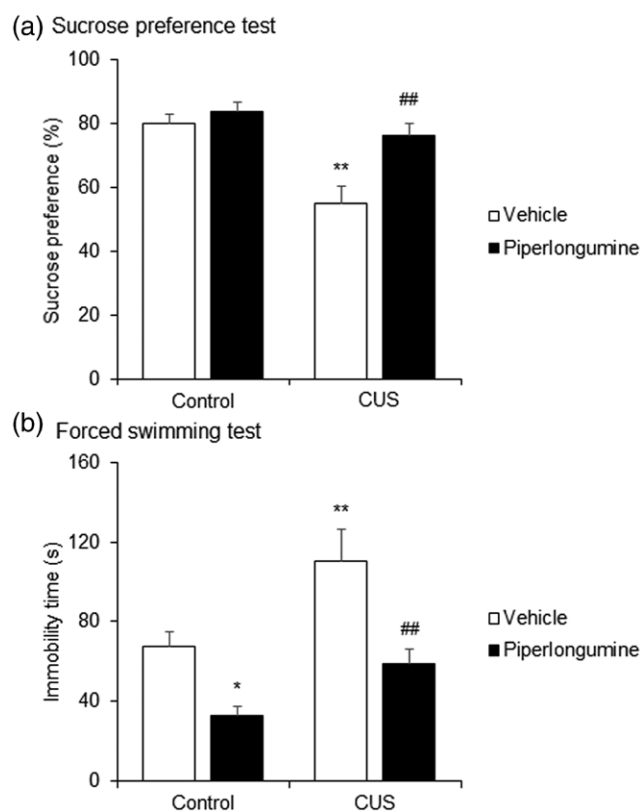 (a) Sucrose preference test
100
80
60
40
20
0
Sucrose preference (%)
**
##
Control
CUS
Vehicle
Piperlongumine
(b) Forced swimming test
160
120
80
40
0
Immobility time (s)
*
**
##
Control
CUS
Vehicle
Piperlongumine